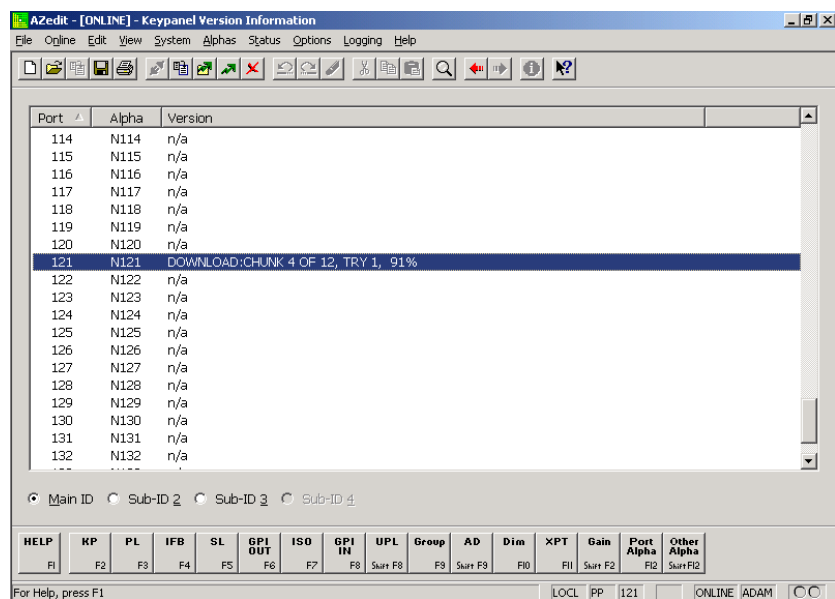 AZedit - [ONLINE] - Keypanel Version Information
File Online Edit View System Alphas Status Options Logging Help
Port Alpha Version
114 N114 n/a
115 N115 n/a
116 N116 n/a
117 N117 n/a
118 N118 n/a
119 N119 n/a
120 N120 n/a
121 N121 DOWNLOAD:CHUNK 4 OF 12, TRY 1, 91%
122 N122 n/a
123 N123 n/a
124 N124 n/a
125 N125 n/a
126 N126 n/a
127 N127 n/a
128 N128 n/a
129 N129 n/a
130 N130 n/a
131 N131 n/a
132 N132 n/a
Main ID Sub-ID 2 Sub-ID 3 Sub-ID 4
HELP KP PL IFB SL GPI OUT ISO GPI IN UPL Group AD Dim XPT Gain Port Alpha Other Alpha
F1 F2 F3 F4 F5 F6 F7 F8 Shift F8 F9 Shift F9 F10 F11 Shift F2 F12 Shift F12
For Help, press F1 LOCL PP 121 ONLINE ADAM